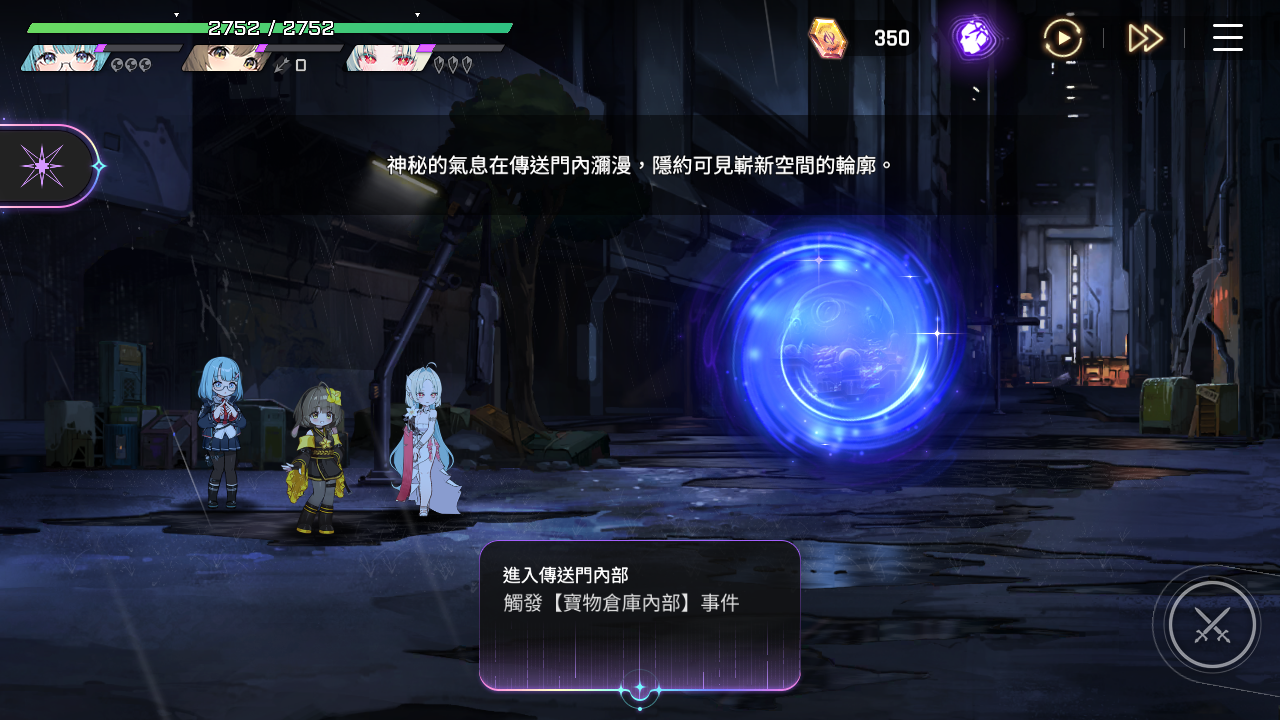 2752 / 2752
350
0
神秘的氣息在傳送門內瀰漫，隱約可見嶄新空間的輪廓。
進入傳送門內部
觸發【寶物倉庫內部】事件